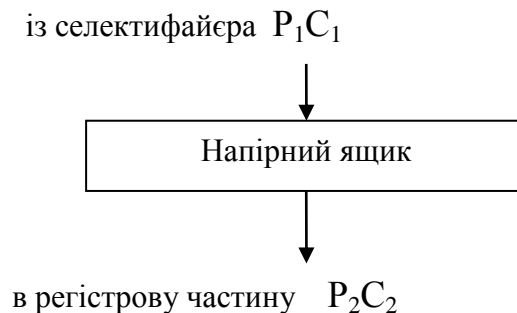 із селектифайєра P₁C₁
Напірний ящик
в регістрову частину P₂C₂